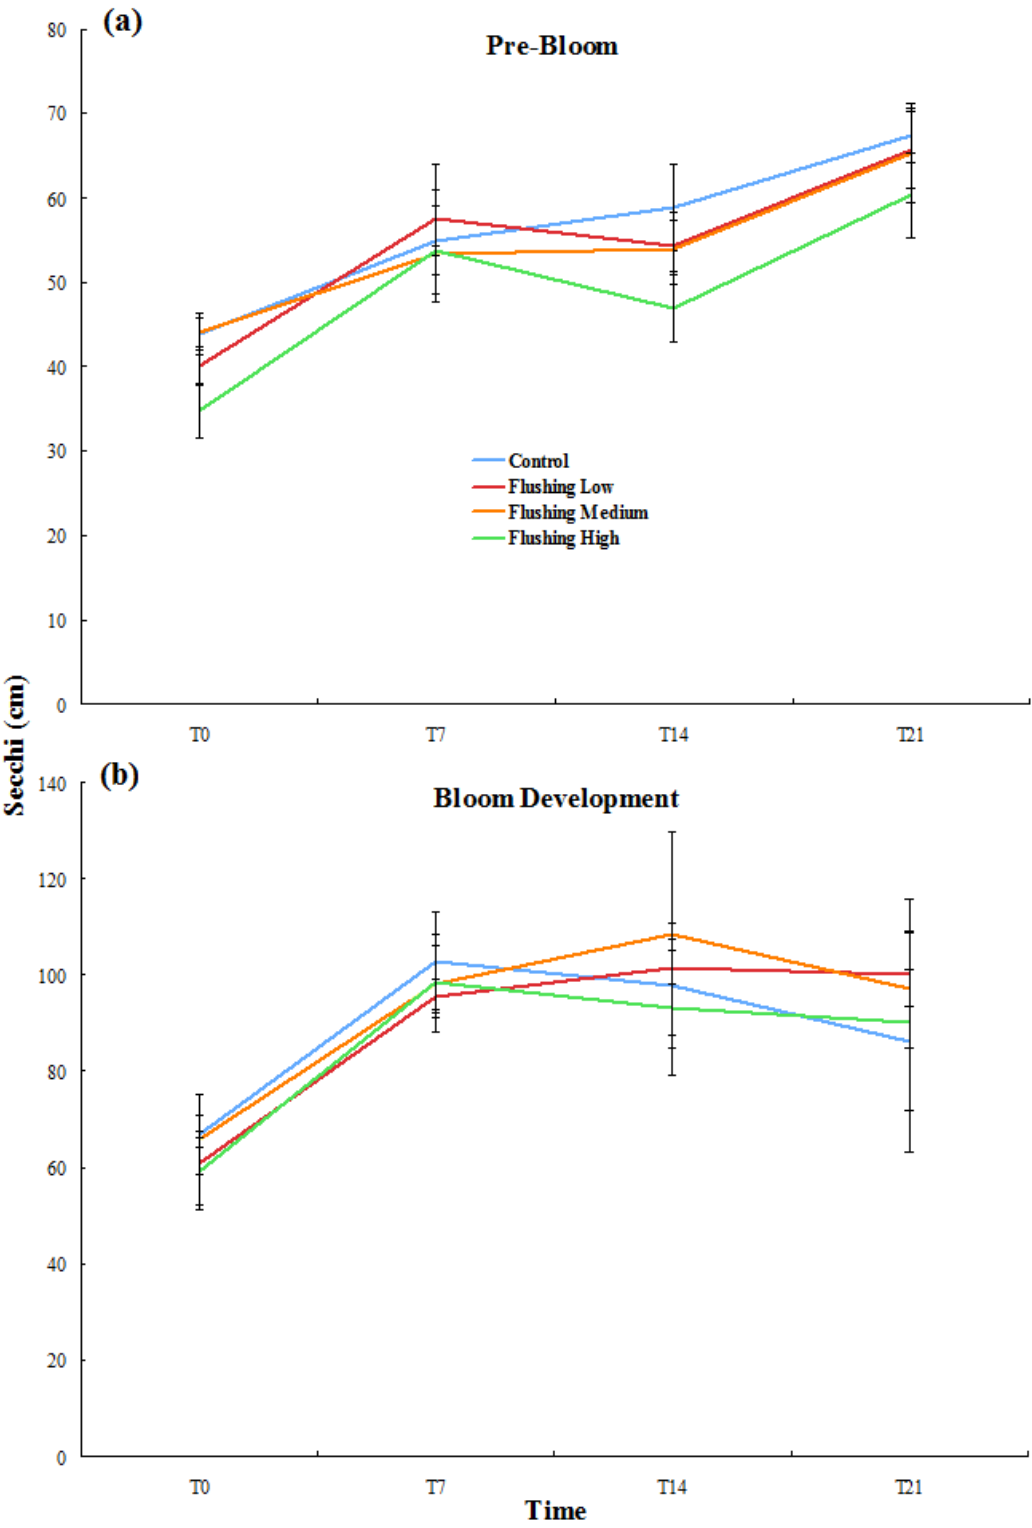 (a)
Pre-Bloom
80
70
60
50
40
30
20
10
0
Control
Flushing Low
Flushing Medium
Flushing High
T0 T7 T14 T21
Secchi (cm)
(b)
Bloom Development
140
120
100
80
60
40
20
0
T0 T7 T14 T21
Time